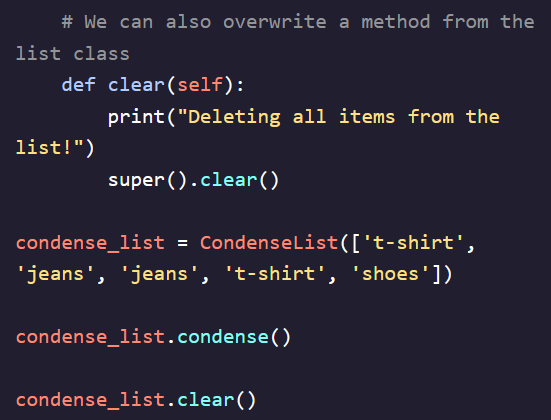 # We can also overwrite a method from the
list class
    def clear(self):
        print("Deleting all items from the
list!")
        super().clear()

condense_list = CondenseList(['t-shirt',
'jeans', 'jeans', 't-shirt', 'shoes'])

condense_list.condense()

condense_list.clear()